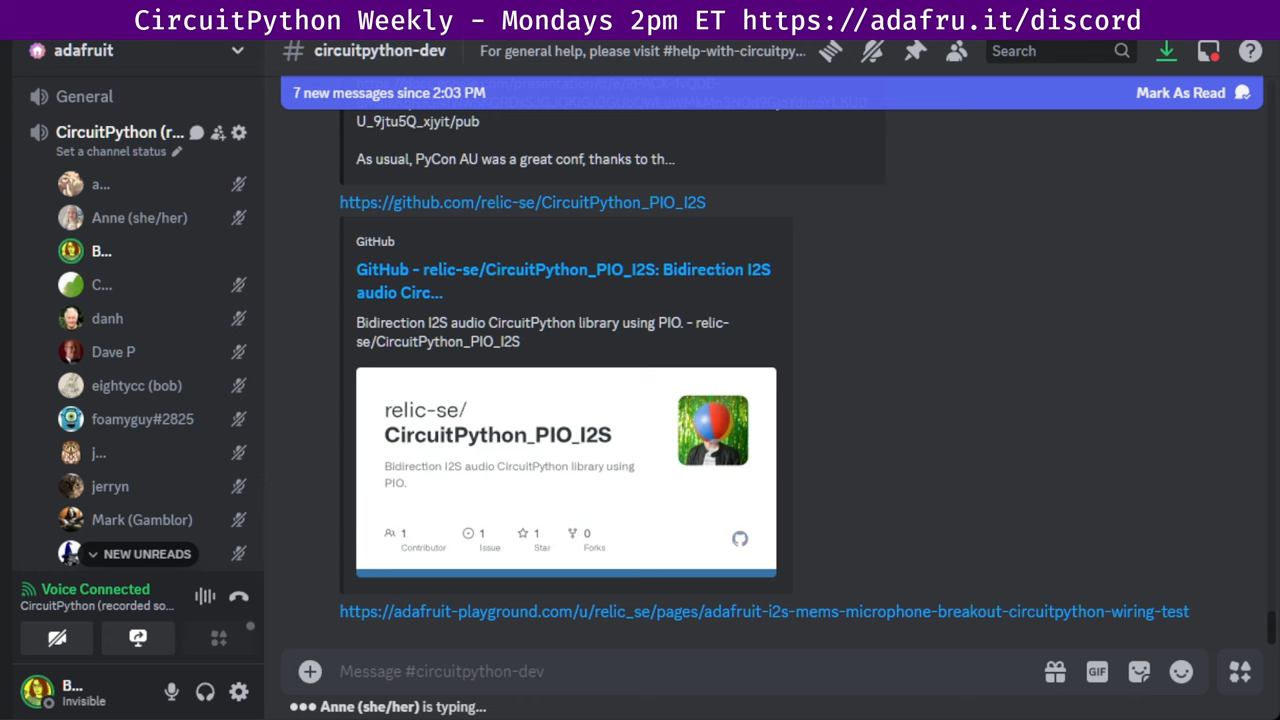 CircuitPython Weekly - Mondays 2pm ET https://adafru.it/discord
adafruit
# circuitpython-dev
For general help, please visit #help-with-circuitpy...
Search
7 new messages since 2:03 PM
Mark As Read
General
CircuitPython (r...
Set a channel status
a...
Anne (she/her)
B...
C...
danh
Dave P
eightycc (bob)
foamyguy#2825
j...
jerryn
Mark (Gamblor)
NEW UNREADS
Voice Connected
CircuitPython (recorded so...
B...
Invisible
U_9jtu5Q_xjyit/pub
As usual, PyCon AU was a great conf, thanks to th...
https://github.com/relic-se/CircuitPython_PIO_I2S
GitHub
GitHub - relic-se/CircuitPython_PIO_I2S: Bidirection I2S
audio Circ...
Bidirection I2S audio CircuitPython library using PIO. - relic-
se/CircuitPython_PIO_I2S
relic-se/
CircuitPython_PIO_I2S
Bidirection I2S audio CircuitPython library using
PIO.
1
Contributor
1
Issue
1
Star
0
Forks
https://adafruit-playground.com/u/relic_se/pages/adafruit-i2s-mems-microphone-breakout-circuitpython-wiring-test
Message #circuitpython-dev
GIF
Anne (she/her) is typing...